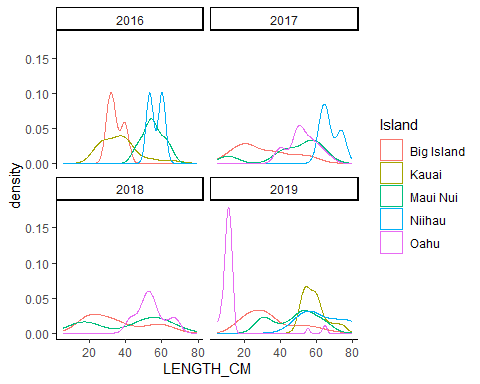 2016 2017
0.15
0.10
0.05
0.00
density
2018 2019
0.15
0.10
0.05
0.00
20 40 60 80 20 40 60 80
LENGTH_CM
Island
Big Island
Kauai
Maui Nui
Niihau
Oahu